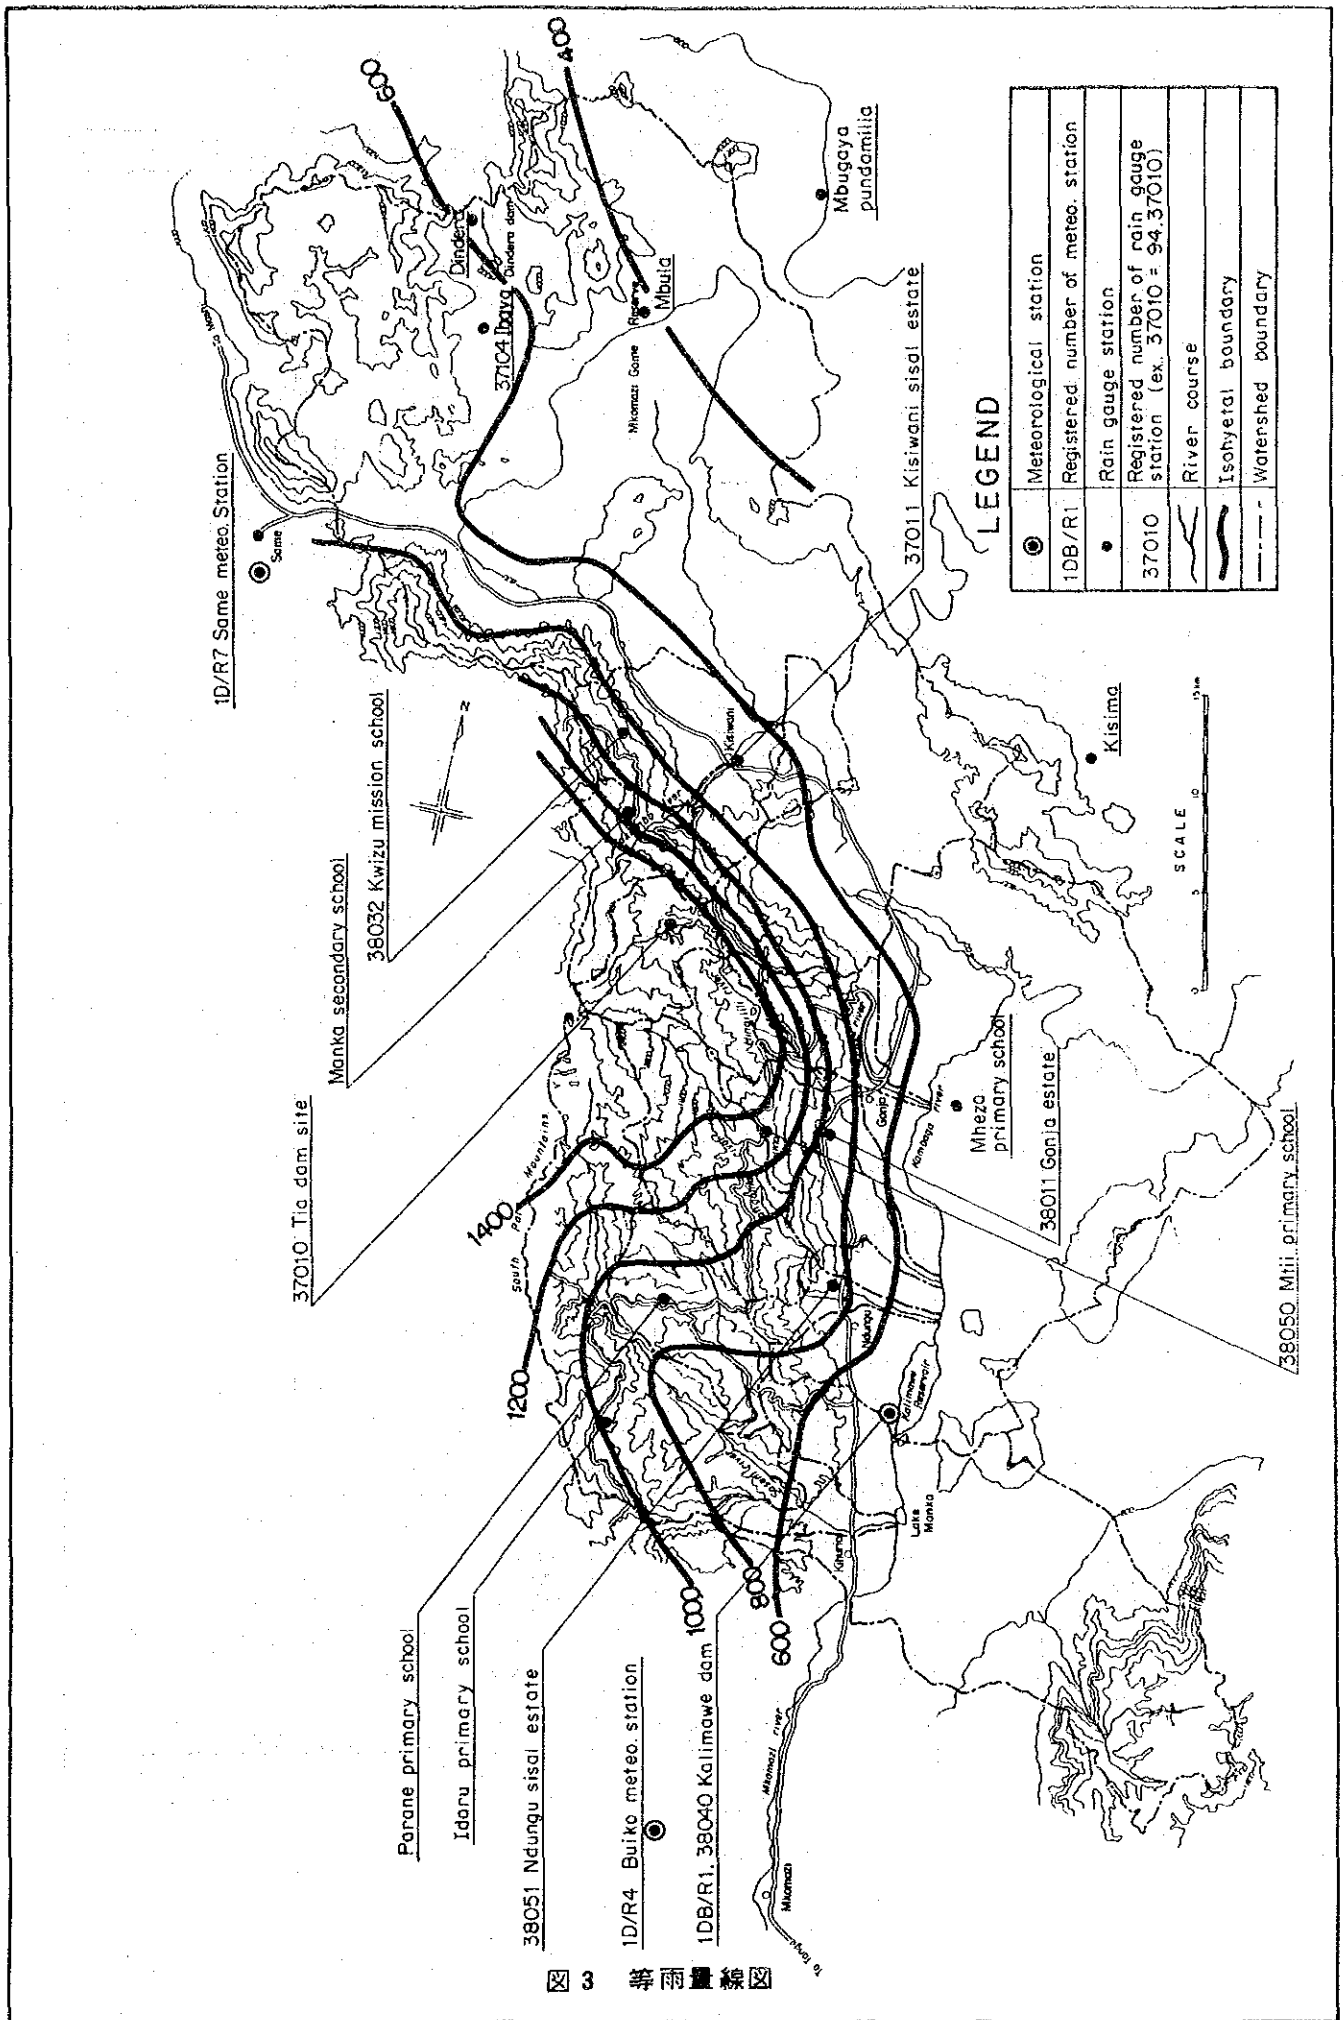 1D/R7 Same meteo. Station
Same
38032 Kwizu mission school
Manka secondary school
37010 Tia dam site
Parane primary school
Idaru primary school
38051 Ndungu sisal estate
1D/R4 Buiko meteo. station
1DB/R1. 38040 Kalimawe dam
N
600
400
Dindera
Dindera dam
37104 Ibaya
Mkomazi Game
Reserve
Mbula
Mbugaya
pundamilia
37011 Kisiwani sisal estate
Kisiwani
Kisima
South
Mountains
1400
1200
1000
800
600
Ndungu
Gonja
Kambaga river
Mheza
primary school
38011 Gonja estate
38050 Mtii primary school
Kalimawe
Reservoir
Lake
Manka
Kihurio
Mkomazi river
Mkomazi
To Tanga
SCALE
0
5
10
15km
LEGEND
Meteorological station
1DB/R1 Registered number of meteo. station
Rain gauge station
37010 Registered number of rain gauge
station (ex. 37010 = 94.37010)
River course
Isohyetal boundary
Watershed boundary
図 3 等雨量線図